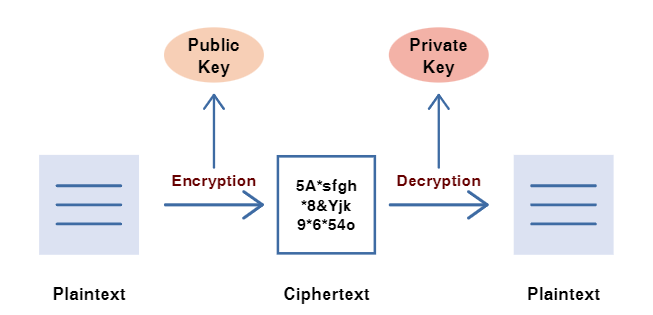 Public
Key
Private
Key
Encryption
Decryption
5A*sfgh
*8&Yjk
9*6*54o
Plaintext
Ciphertext
Plaintext